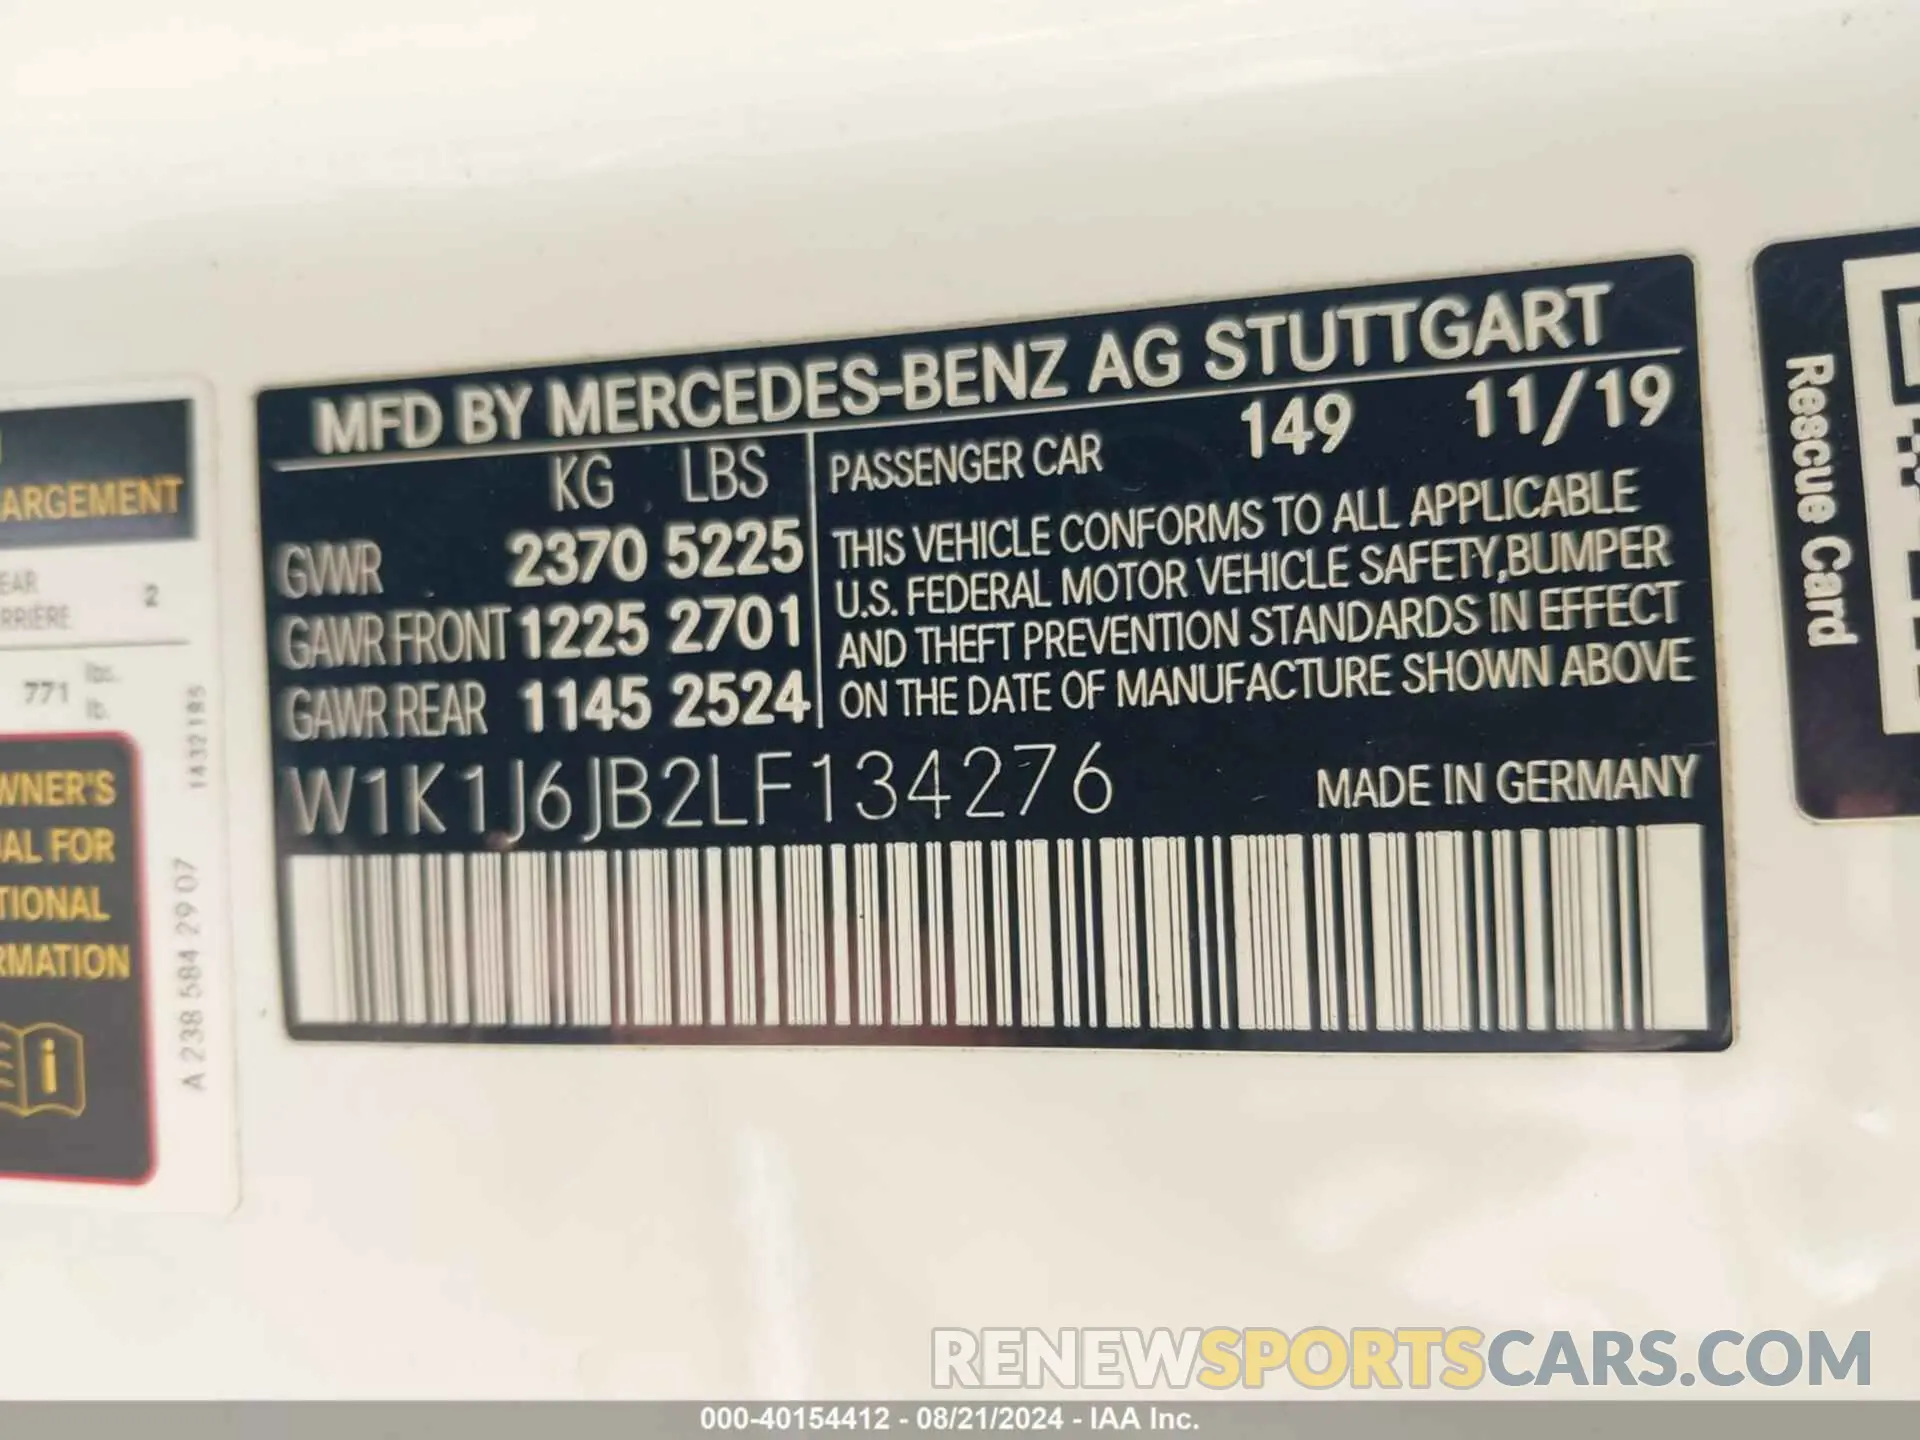 MFD BY MERCEDES-BENZ AG STUTTGART
KG LBS
GVWR 2370 5225
GAWR FRONT 1225 2701
GAWR REAR 1145 2524
PASSENGER CAR 149 11/19
THIS VEHICLE CONFORMS TO ALL APPLICABLE
U.S. FEDERAL MOTOR VEHICLE SAFETY,BUMPER
AND THEFT PREVENTION STANDARDS IN EFFECT
ON THE DATE OF MANUFACTURE SHOWN ABOVE
W1K1J6JB2LF134276
MADE IN GERMANY
ARGEMENT
EAR
RRIÈRE 2
771 lbs.
lb.
WNER'S
AL FOR
TIONAL
RMATION
i
14321185
A 238 584 29 07
Rescue Card
RENEWSPORTSCARS.COM
000-40154412 - 08/21/2024 - IAA Inc.